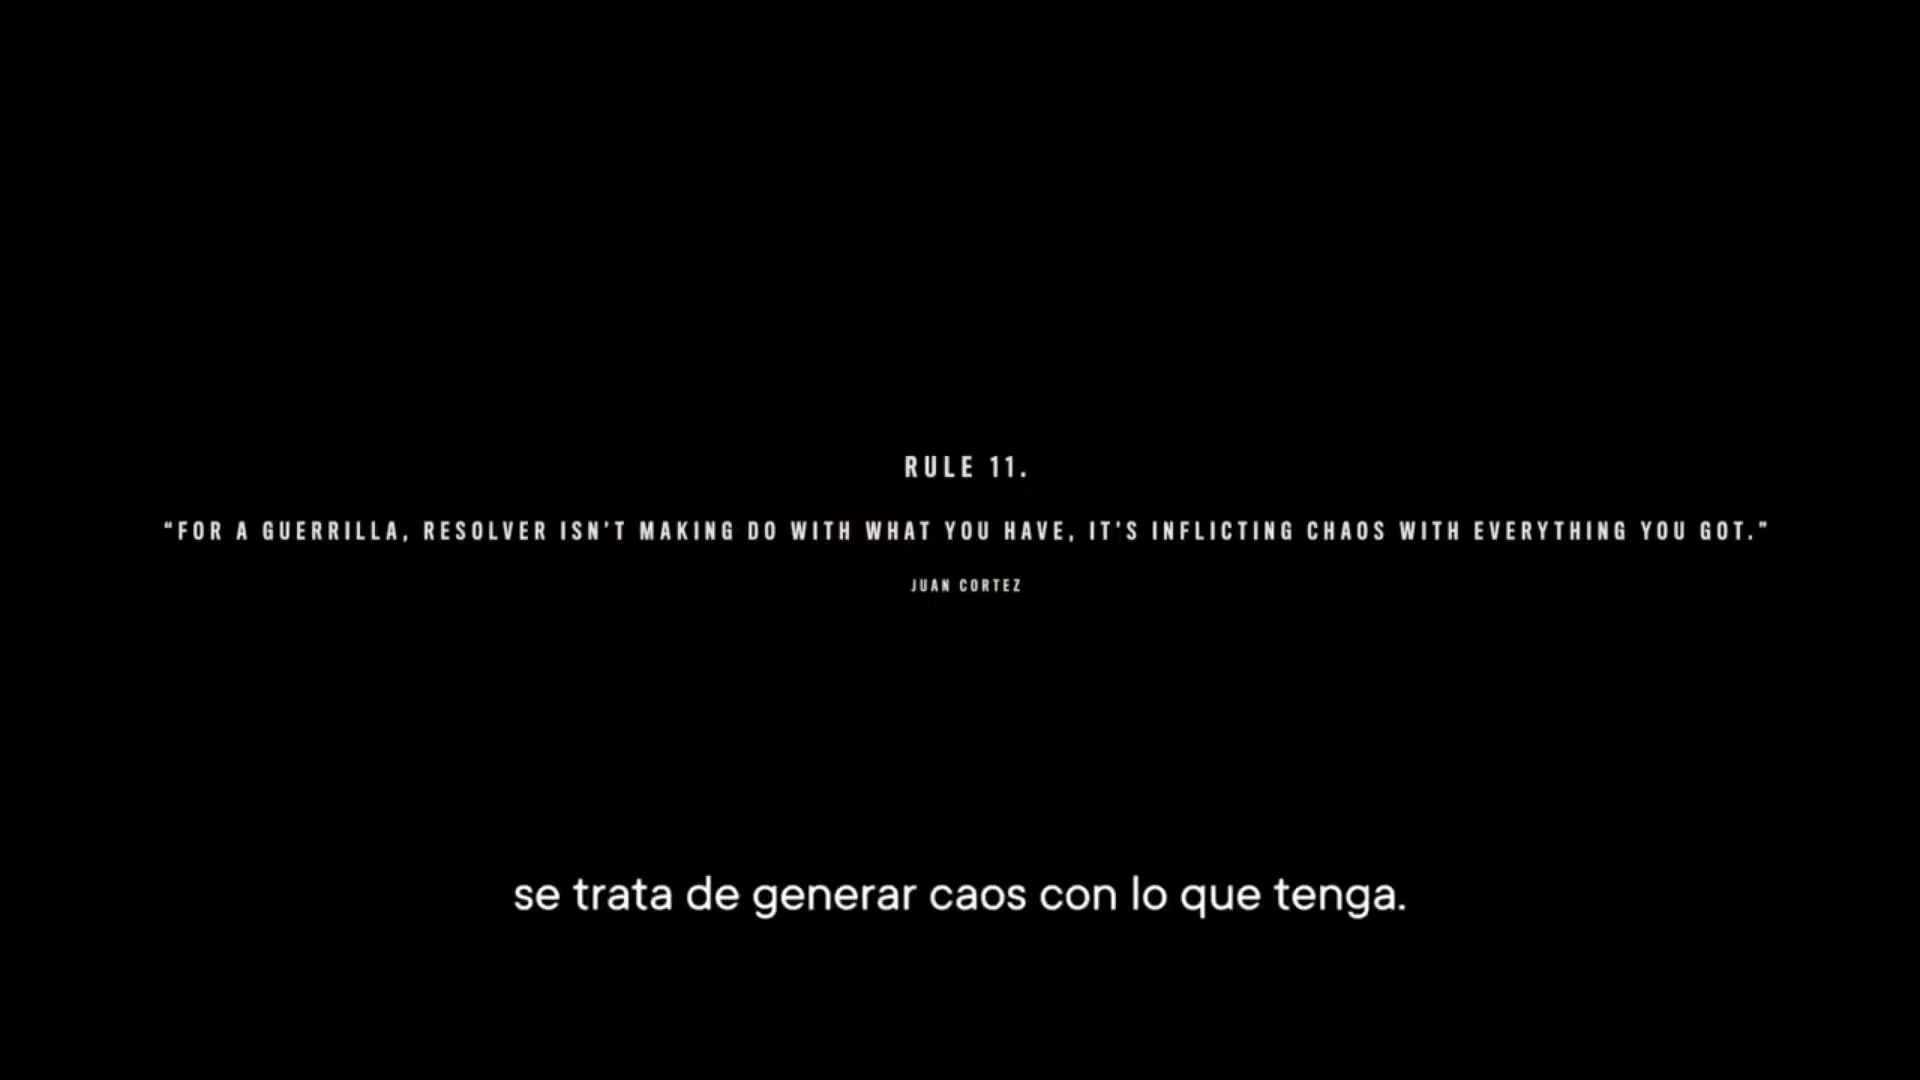 RULE 11.
“FOR A GUERRILLA, RESOLVER ISN’T MAKING DO WITH WHAT YOU HAVE, IT’S INFLICTING CHAOS WITH EVERYTHING YOU GOT.”
JUAN CORTEZ
se trata de generar caos con lo que tenga.